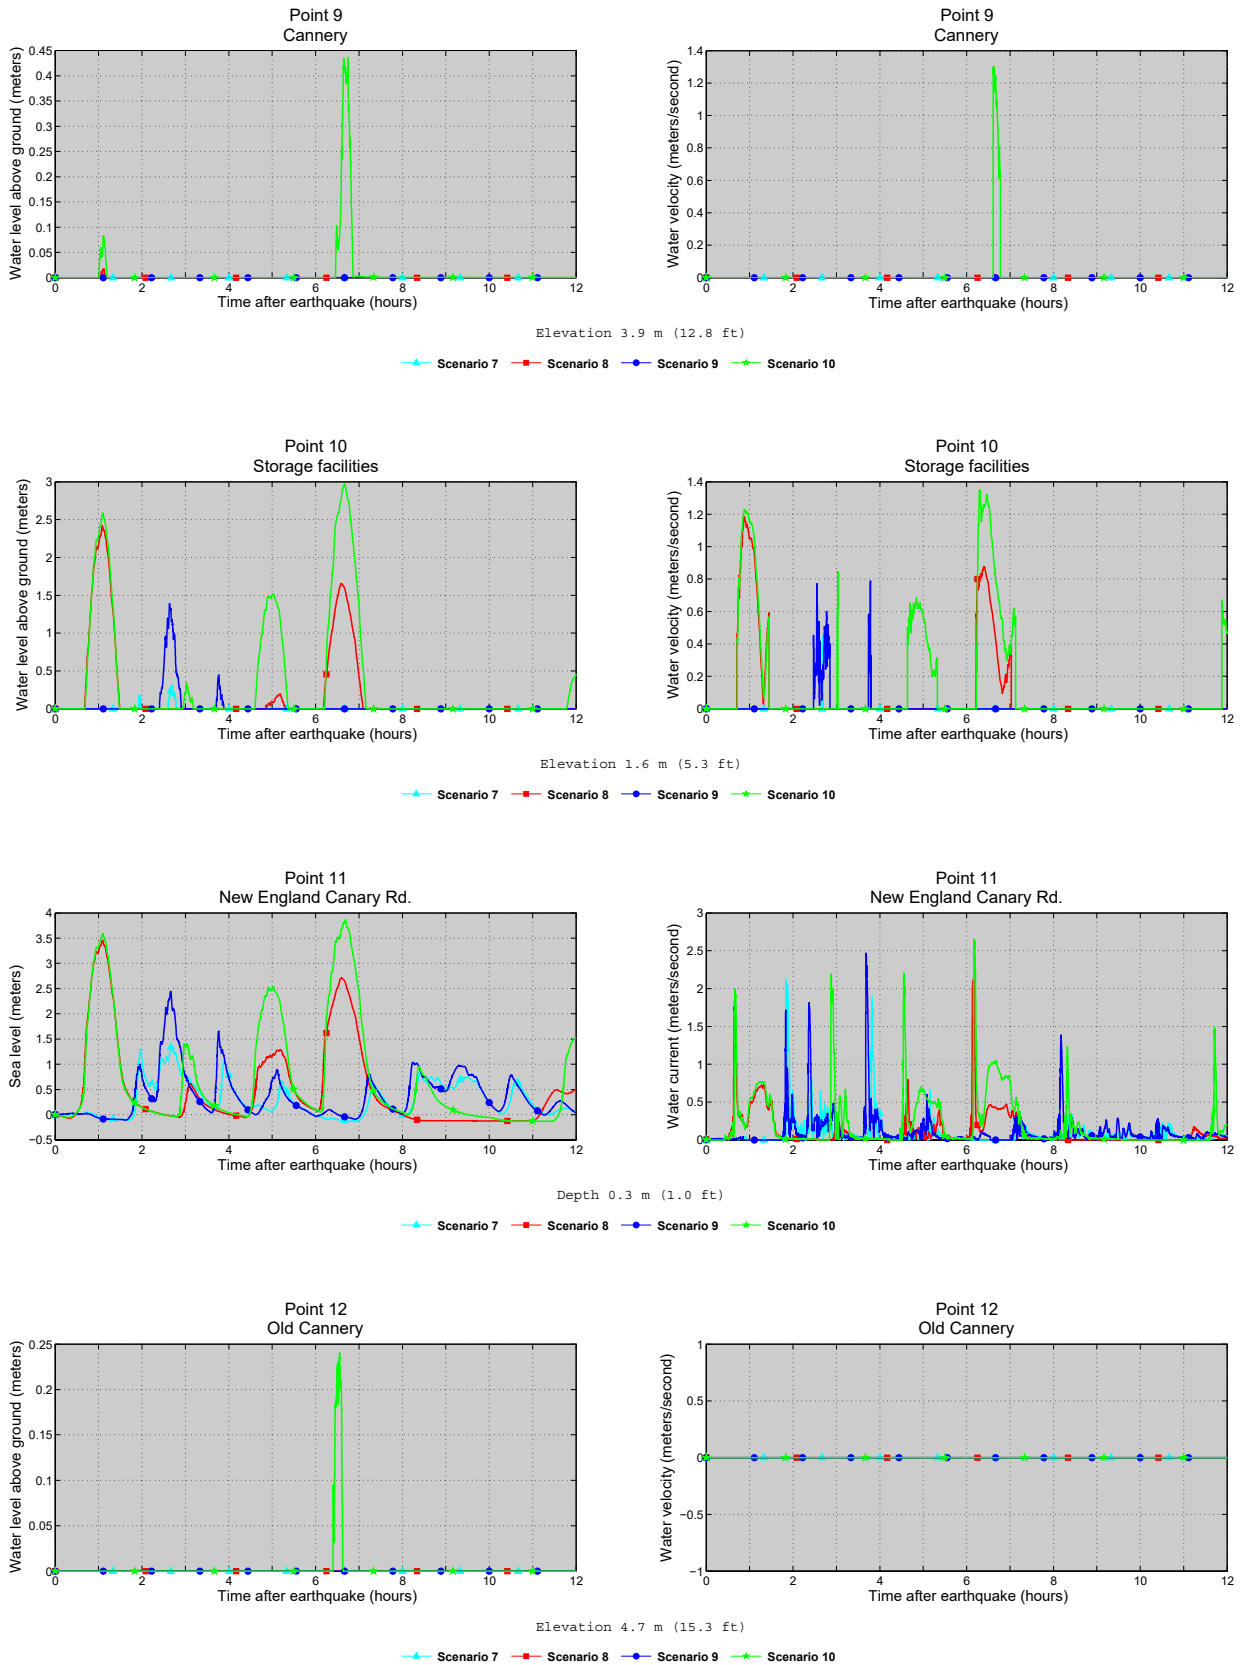 Point 9
Cannery
Water level above ground (meters)
0.45
0.4
0.35
0.3
0.25
0.2
0.15
0.1
0.05
0
0 2 4 6 8 10 12
Time after earthquake (hours)
Point 9
Cannery
Water velocity (meters/second)
1.4
1.2
1
0.8
0.6
0.4
0.2
0
0 2 4 6 8 10 12
Time after earthquake (hours)
Elevation 3.9 m (12.8 ft)
Scenario 7 Scenario 8 Scenario 9 Scenario 10
Point 10
Storage facilities
Water level above ground (meters)
3
2.5
2
1.5
1
0.5
0
0 2 4 6 8 10 12
Time after earthquake (hours)
Point 10
Storage facilities
Water velocity (meters/second)
1.4
1.2
1
0.8
0.6
0.4
0.2
0
0 2 4 6 8 10 12
Time after earthquake (hours)
Elevation 1.6 m (5.3 ft)
Scenario 7 Scenario 8 Scenario 9 Scenario 10
Point 11
New England Canary Rd.
Sea level (meters)
4
3.5
3
2.5
2
1.5
1
0.5
0
−0.5
0 2 4 6 8 10 12
Time after earthquake (hours)
Point 11
New England Canary Rd.
Water current (meters/second)
3
2.5
2
1.5
1
0.5
0
0 2 4 6 8 10 12
Time after earthquake (hours)
Depth 0.3 m (1.0 ft)
Scenario 7 Scenario 8 Scenario 9 Scenario 10
Point 12
Old Cannery
Water level above ground (meters)
0.25
0.2
0.15
0.1
0.05
0
0 2 4 6 8 10 12
Time after earthquake (hours)
Point 12
Old Cannery
Water velocity (meters/second)
1
0.5
0
−0.5
−1
0 2 4 6 8 10 12
Time after earthquake (hours)
Elevation 4.7 m (15.3 ft)
Scenario 7 Scenario 8 Scenario 9 Scenario 10